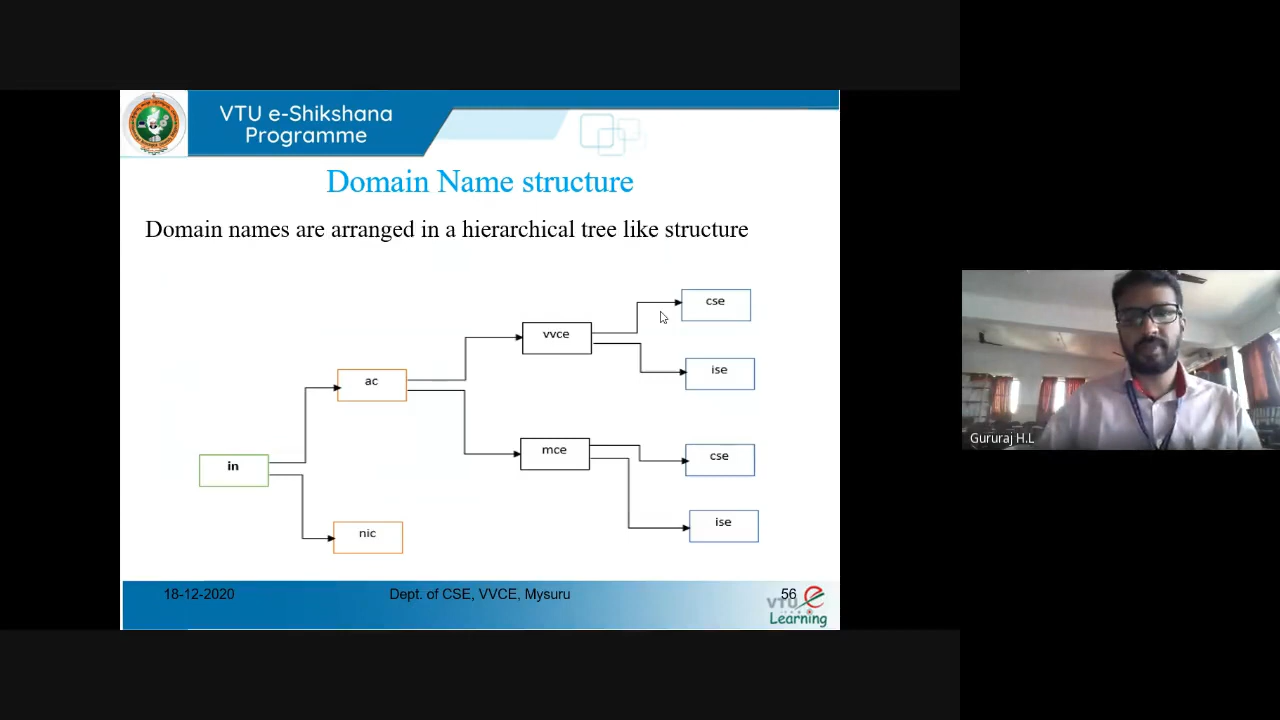 VTU e-Shikshana
Programme
Domain Name structure
Domain names are arranged in a hierarchical tree like structure
cse
vvce
ise
ac
mce
cse
in
ise
nic
18-12-2020
Dept. of CSE, VVCE, Mysuru
56
VTU e
Learning
Gururaj H.L